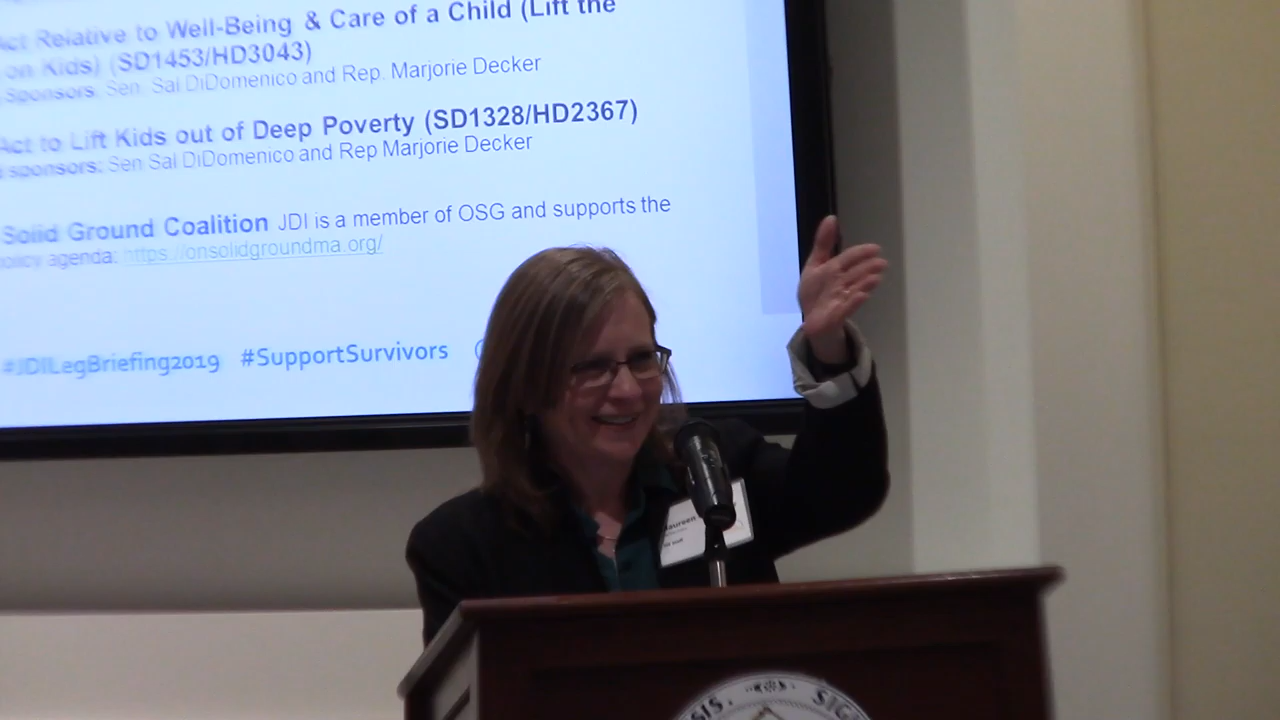 Act Relative to Well-Being & Care of a Child (Lift the
on Kids) (SD1453/HD3043)
Sponsors: Sen. Sal DiDomenico and Rep. Marjorie Decker
Act to Lift Kids out of Deep Poverty (SD1328/HD2367)
sponsors: Sen Sal DiDomenico and Rep Marjorie Decker
Solid Ground Coalition JDI is a member of OSG and supports the
policy agenda: https://onsolidgroundma.org/
#JDILegBriefing2019 #SupportSurvivors
Maureen
SIS. SIG